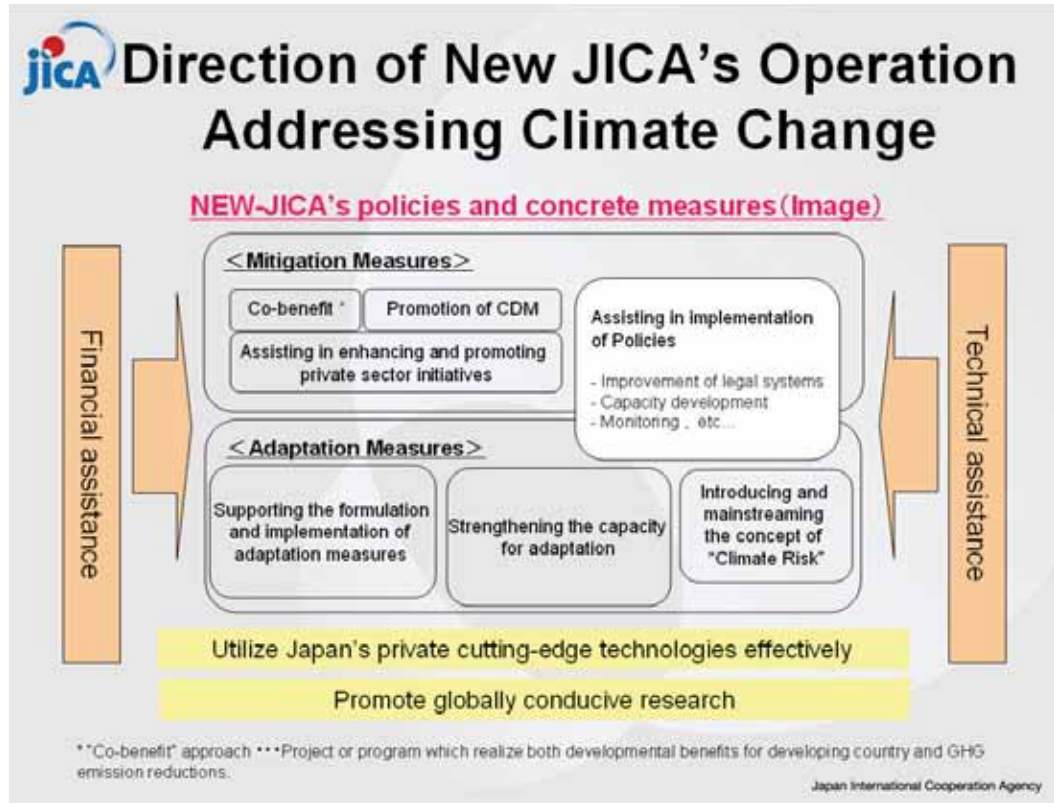 jICA
Direction of New JICA's Operation
Addressing Climate Change
NEW-JICA's policies and concrete measures(Image)
Financial assistance
<Mitigation Measures>
Co-benefit *
Promotion of CDM
Assisting in enhancing and promoting
private sector initiatives
Assisting in implementation
of Policies
- Improvement of legal systems
- Capacity development
- Monitoring , etc...
<Adaptation Measures>
Supporting the formulation
and implementation of
adaptation measures
Strengthening the capacity
for adaptation
Introducing and
mainstreaming
the concept of
"Climate Risk"
Technical assistance
Utilize Japan's private cutting-edge technologies effectively
Promote globally conducive research
* "Co-benefit" approach ･･･Project or program which realize both developmental benefits for developing country and GHG
emission reductions.
Japan International Cooperation Agency